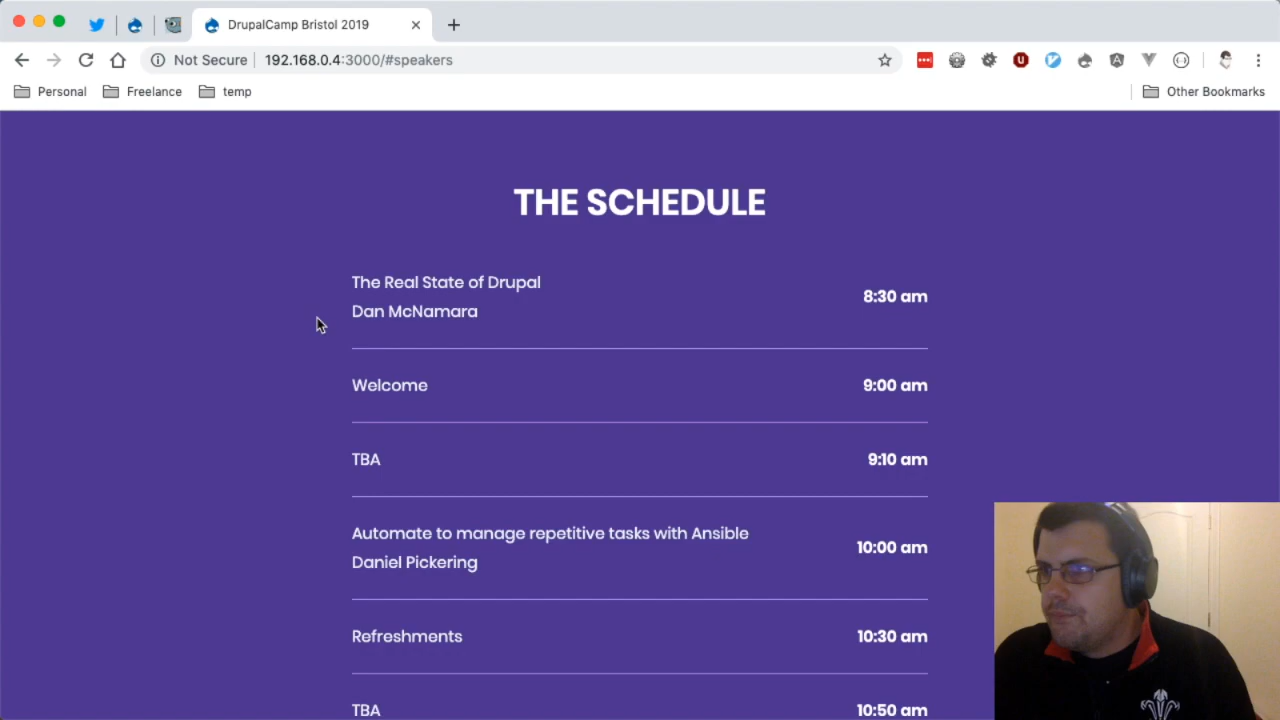 DrupalCamp Bristol 2019
Not Secure
192.168.0.4:3000/#speakers
Personal
Freelance
temp
Other Bookmarks
THE SCHEDULE
The Real State of Drupal
Dan McNamara
8:30 am
Welcome
9:00 am
TBA
9:10 am
Automate to manage repetitive tasks with Ansible
Daniel Pickering
10:00 am
Refreshments
10:30 am
TBA
10:50 am